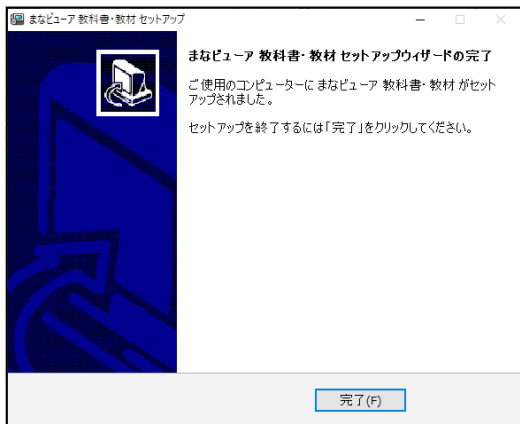 まなビューア 教科書・教材 セットアップ
まなビューア 教科書・教材 セットアップウィザードの完了
ご使用のコンピューターに まなビューア 教科書・教材 がセット
アップされました。
セットアップを終了するには「完了」をクリックしてください。
完了(F)